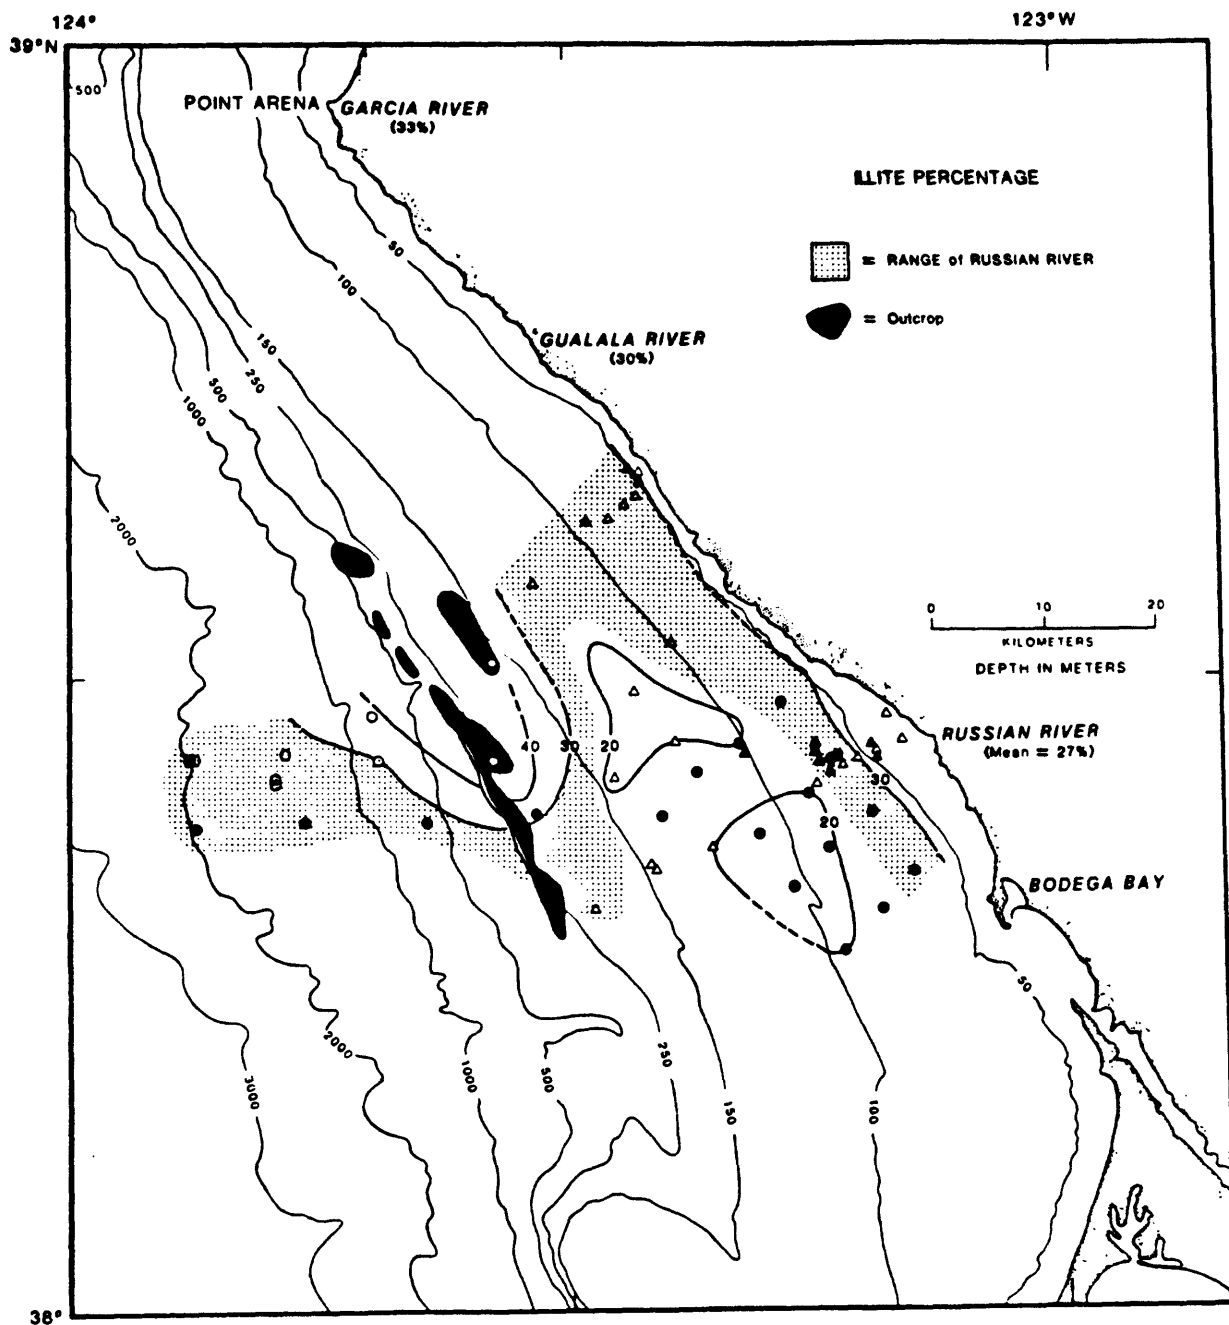 124°
123°W
39°N
500
POINT ARENA
GARCIA RIVER
(33%)
ILLITE PERCENTAGE
50
= RANGE of RUSSIAN RIVER
100
= Outcrop
GUALALA RIVER
(30%)
150
250
500
1000
2000
0 10 20
KILOMETERS
DEPTH IN METERS
RUSSIAN RIVER
(Mean = 27%)
40 30 20
30
20
BODEGA BAY
50
2000
250
1000
500
3000
150
100
38°